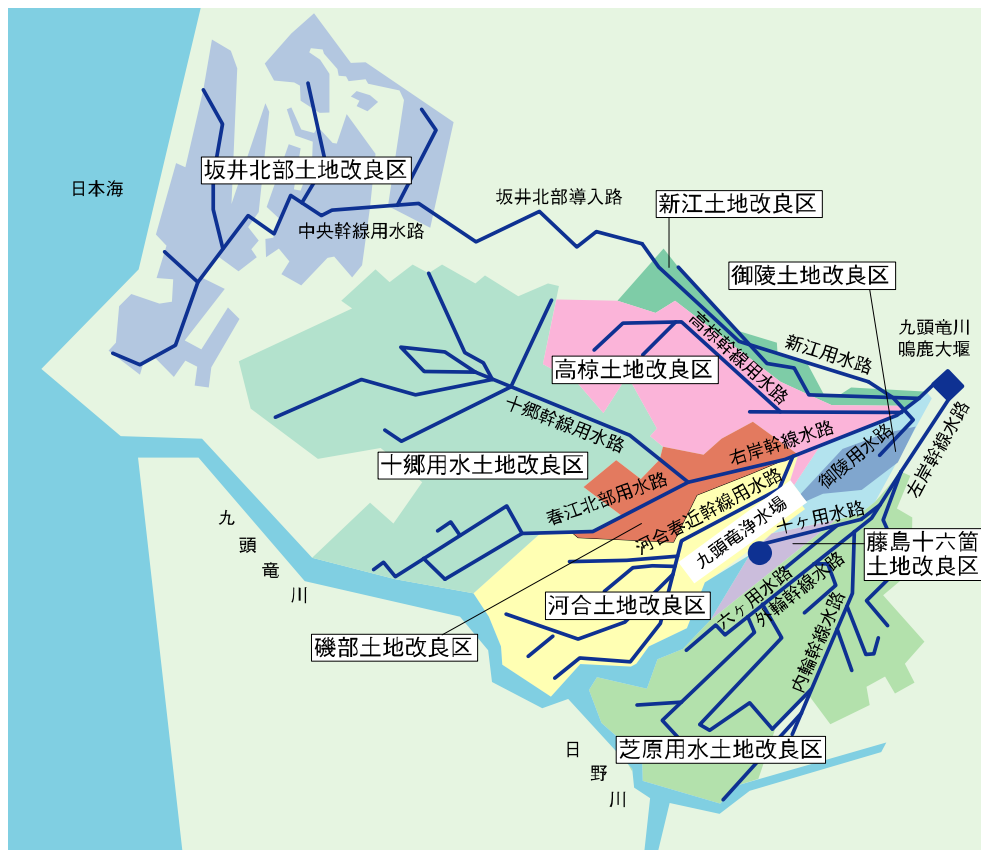 日本海
坂井北部土地改良区
中央幹線用水路
坂井北部導入路
新江土地改良区
御陵土地改良区
九頭竜川
鳴鹿大堰
高椋幹線用水路
新江用水路
高椋土地改良区
十郷幹線用水路
右岸幹線水路
御陵用水路
左岸幹線水路
十郷用水土地改良区
春江北部用水路
河合春近幹線用水路
九頭竜浄水場
十ヶ用水路
藤島十六箇
土地改良区
九頭竜川
河合土地改良区
六ヶ用水路
外輪幹線水路
内輪幹線水路
磯部土地改良区
芝原用水土地改良区
日野川